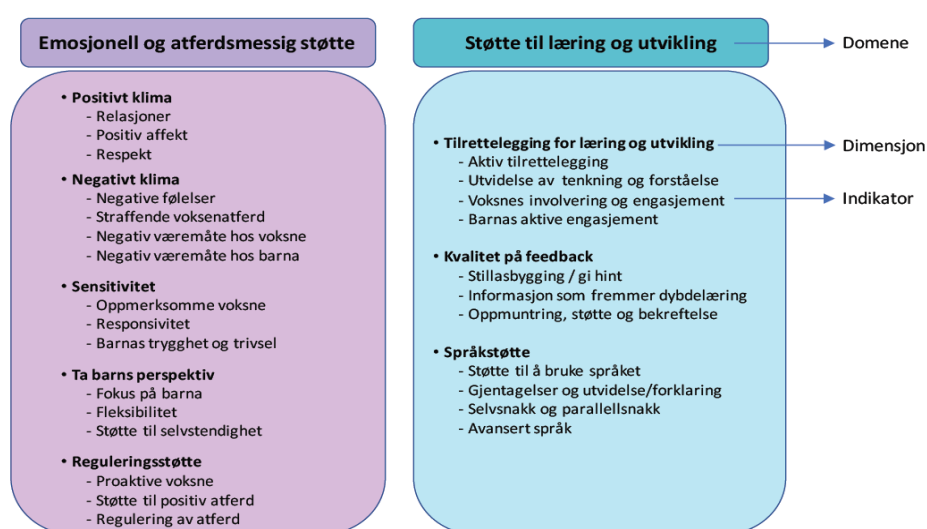 Emosjonell og atferdsmessig støtte
• Positivt klima
- Relasjoner
- Positiv affekt
- Respekt
• Negativt klima
- Negative følelser
- Straffende voksenatferd
- Negativ væremåte hos voksne
- Negativ væremåte hos barna
• Sensitivitet
- Oppmerksomme voksne
- Responsivitet
- Barnas trygghet og trivsel
• Ta barns perspektiv
- Fokus på barna
- Fleksibilitet
- Støtte til selvstendighet
• Reguleringsstøtte
- Proaktive voksne
- Støtte til positiv atferd
- Regulering av atferd
Støtte til læring og utvikling
• Tilrettelegging for læring og utvikling
- Aktiv tilrettelegging
- Utvidelse av tenkning og forståelse
- Voksnes involvering og engasjement
- Barnas aktive engasjement
• Kvalitet på feedback
- Stillasbygging / gi hint
- Informasjon som fremmer dybdelæring
- Oppmuntring, støtte og bekreftelse
• Språkstøtte
- Støtte til å bruke språket
- Gjentagelser og utvidelse/forklaring
- Selvsnakk og parallellsnakk
- Avansert språk
Domene
Dimensjon
Indikator